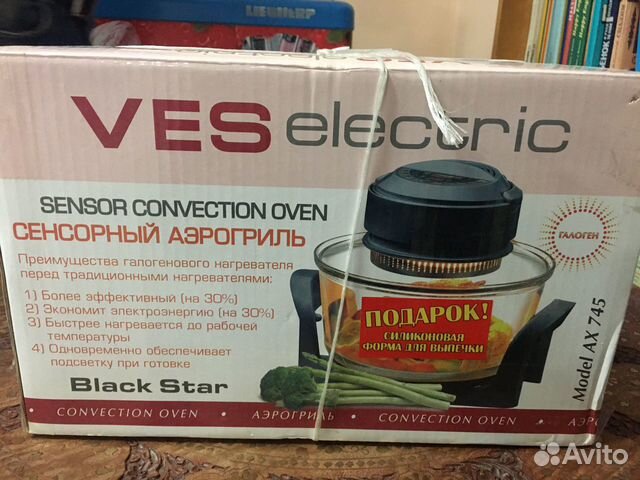 LIEBHERR
VES electric
SENSOR CONVECTION OVEN
СЕНСОРНЫЙ АЭРОГРИЛЬ
Преимущества галогенового нагревателя
перед традиционными нагревателями:
1) Более эффективный (на 30%)
2) Экономит электроэнергию (на 30%)
3) Быстрее нагревается до рабочей
температуры
4) Одновременно обеспечивает
подсветку при готовке
Black Star
ГАЛОГЕН
ПОДАРОК!
СИЛИКОНОВАЯ
ФОРМА ДЛЯ ВЫПЕЧКИ
Model AX 745
• CONVECTION OVEN • АЭРОГРИЛЬ • CONVECTION OVEN • АЭРО
Avito